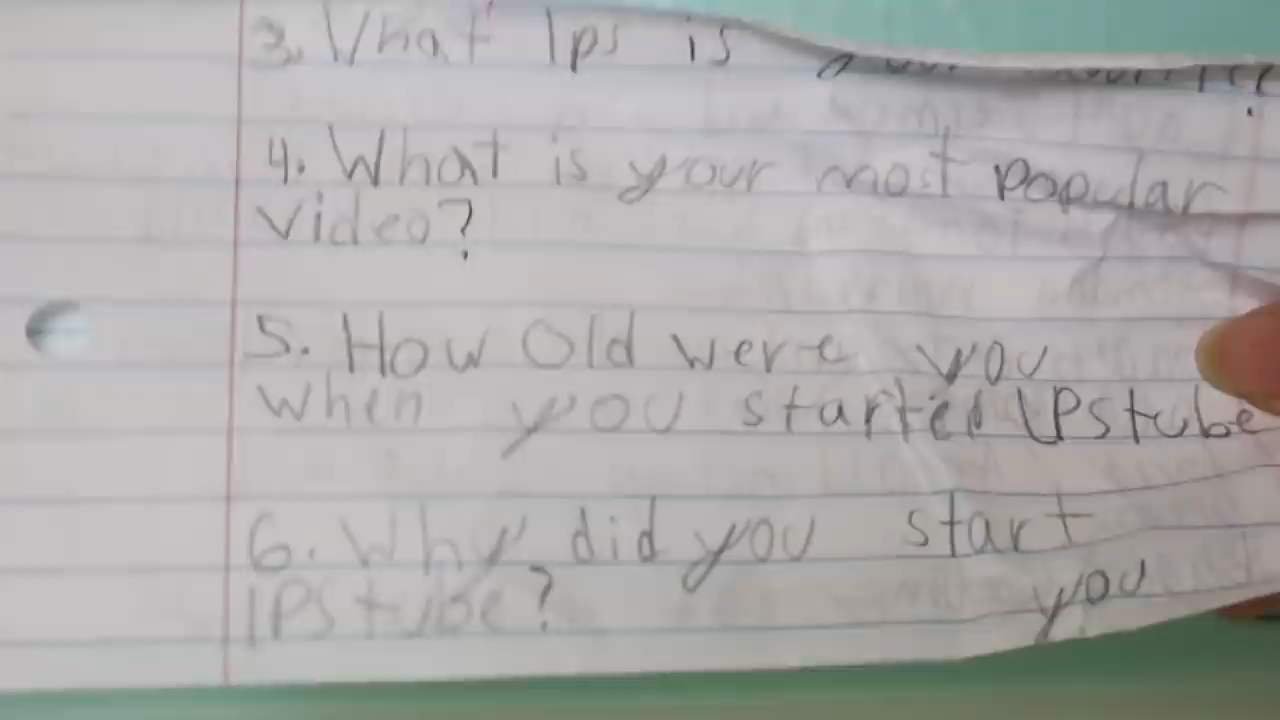 3. What lps is
4. What is your most popular
video?
5. How Old were you
when you started LPStube
6. Why did you start
lPStube? you